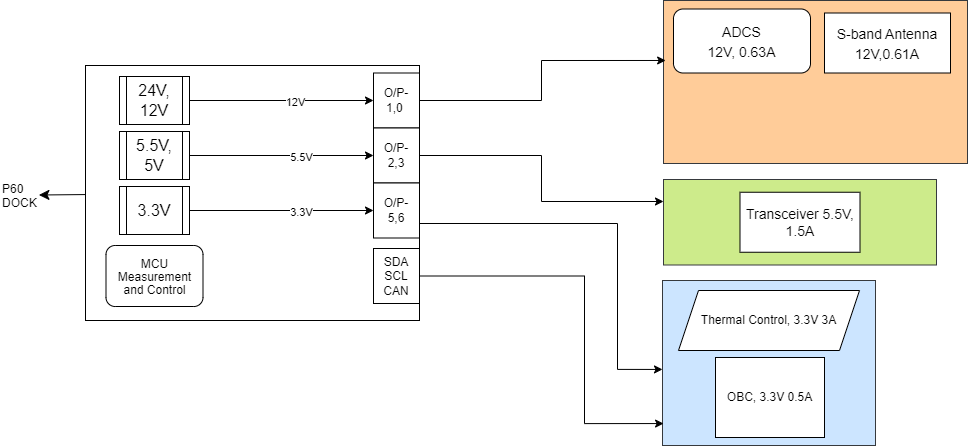 P60
DOCK
24V,
12V
12V
O/P-
1,0
5.5V,
5V
5.5V
O/P-
2,3
3.3V
3.3V
O/P-
5,6
MCU
Measurement
and Control
SDA
SCL
CAN
ADCS
12V, 0.63A
S-band Antenna
12V,0.61A
Transceiver 5.5V,
1.5A
Thermal Control, 3.3V 3A
OBC, 3.3V 0.5A